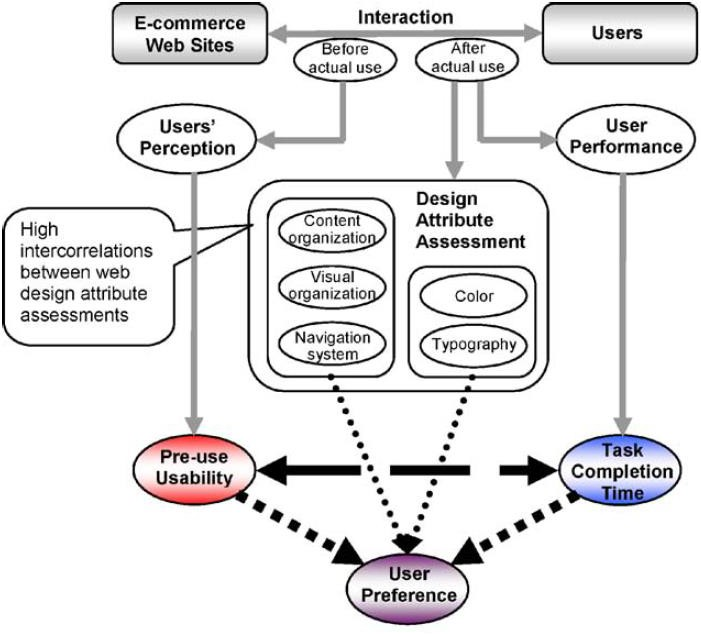 E-commerce
Web Sites
Interaction
Users
Before
actual use
After
actual use
Users'
Perception
User
Performance
Design
Attribute
Assessment
High
intercorrelations
between web
design attribute
assessments
Content
organization
Visual
organization
Navigation
system
Color
Typography
Pre-use
Usability
Task
Completion
Time
User
Preference